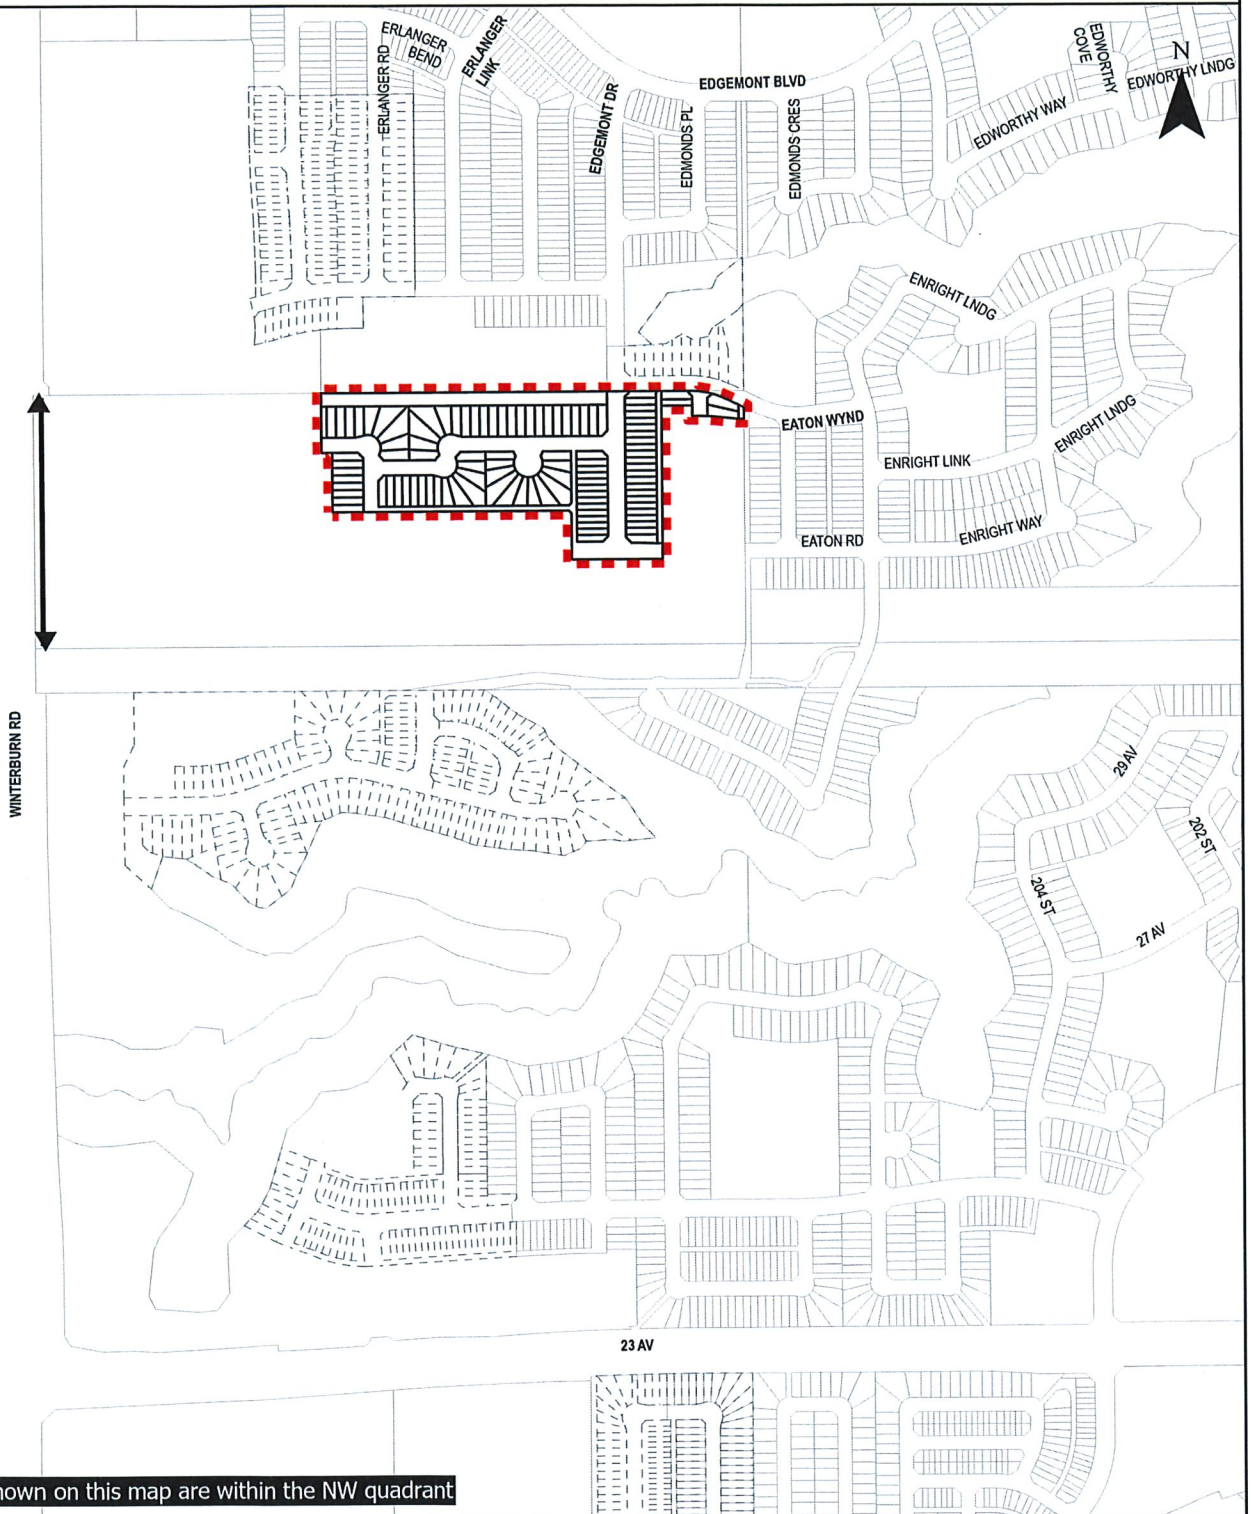 ERLANGER
BEND
ERLANGER
LINK
ERLANGER RD
EDGEMONT DR
EDMONDS PL
EDGEMONT BLVD
EDMONDS CRES
EDWORTHY WAY
EDWORTHY
COVE
EDWORTHY LNDG
N
ENRIGHT LNDG
EATON WYND
ENRIGHT LINK
ENRIGHT LNDG
EATON RD
ENRIGHT WAY
WINTERBURN RD
29 AV
202 ST
204 ST
27 AV
23 AV
hown on this map are within the NW quadrant